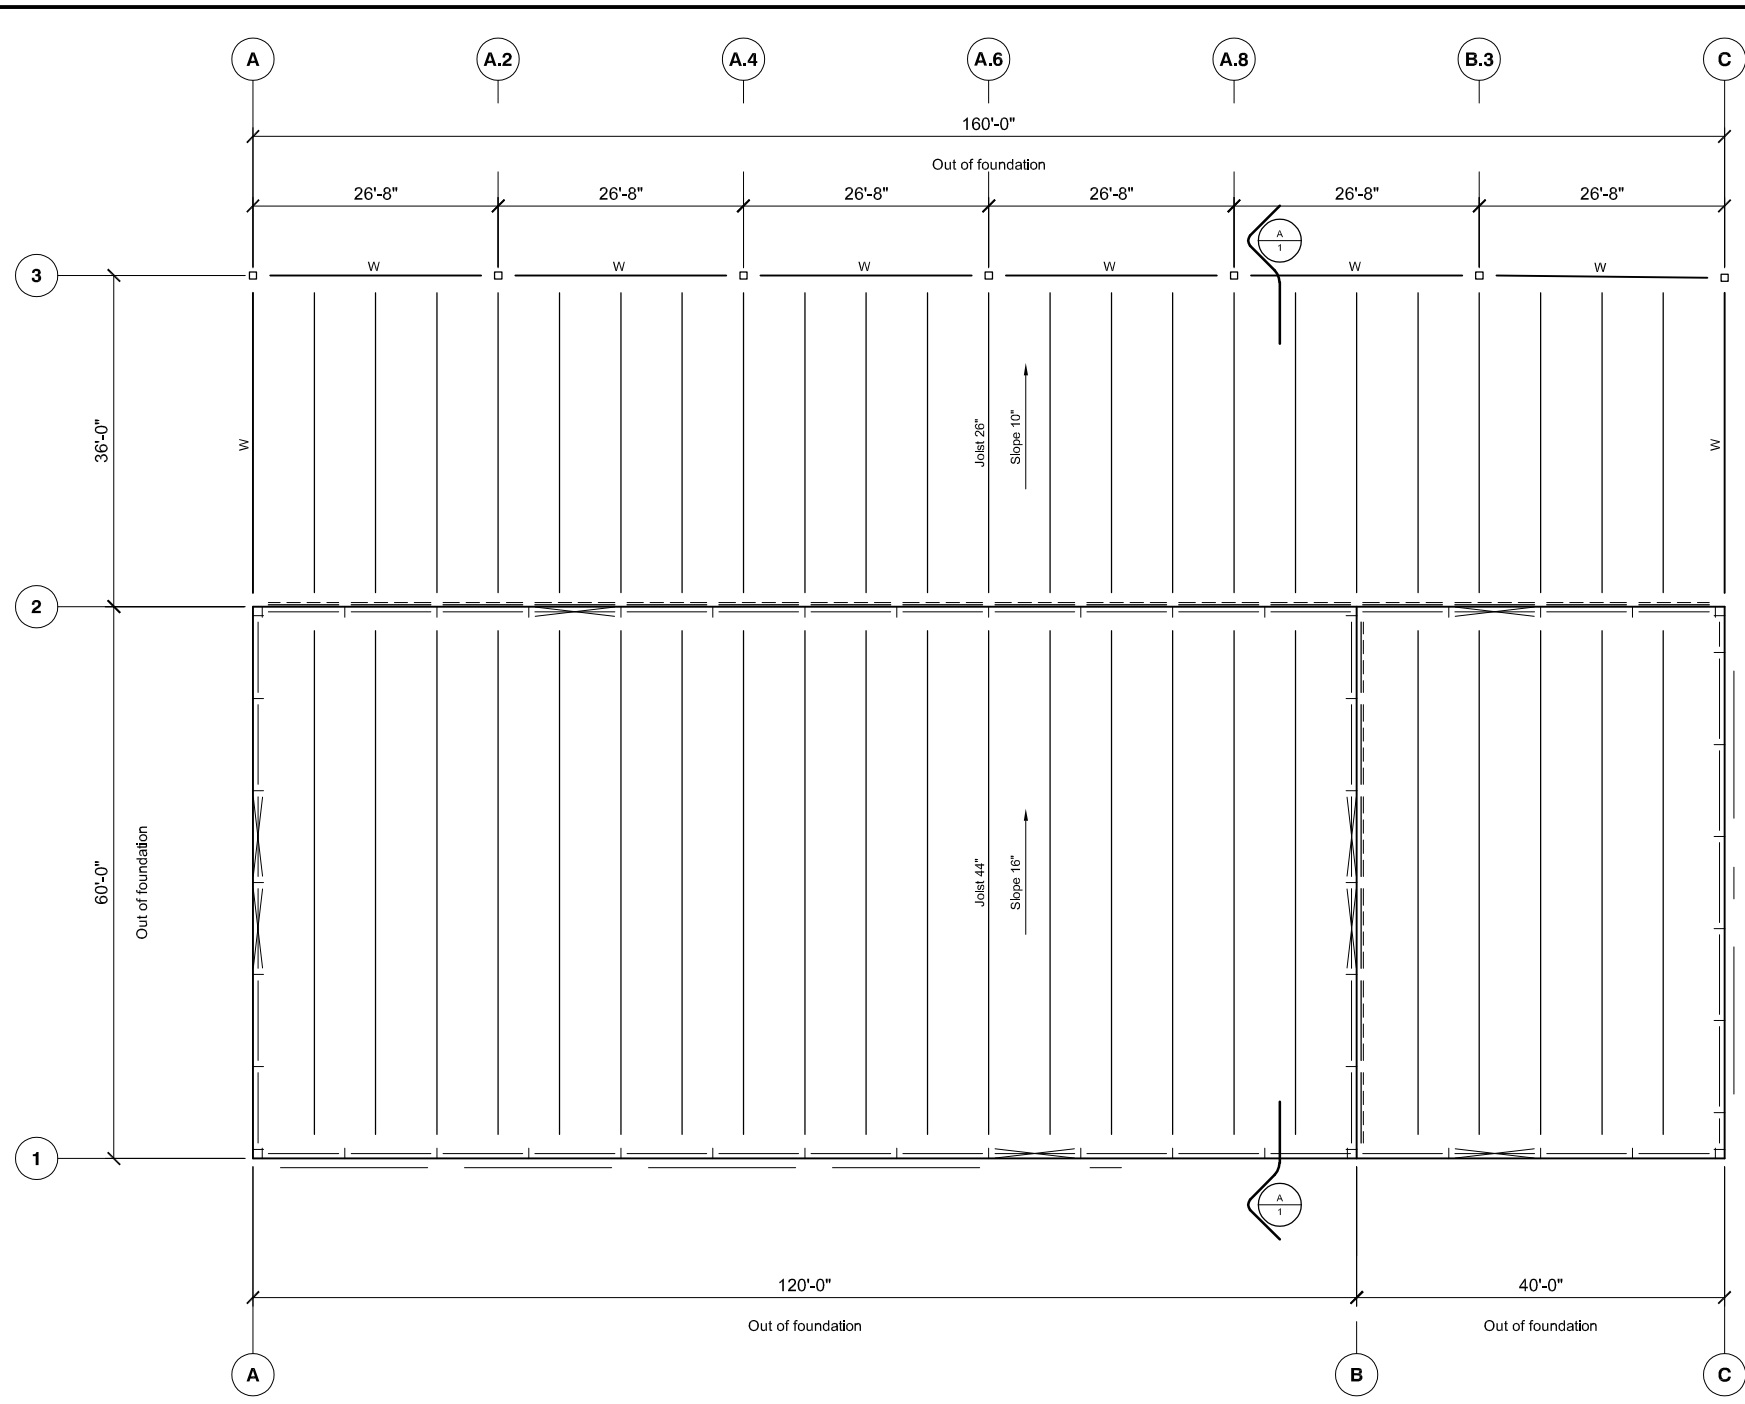 A A.2 A.4 A.6 A.8 B.3 C
160'-0"
Out of foundation
26'-8" 26'-8" 26'-8" 26'-8" 26'-8" 26'-8"
A
1
3
W W W W W W
36'-0"
W
Joist 26"
Slope 10"
W
2
60'-0"
Out of foundation
Joist 44"
Slope 16"
1
A
1
120'-0" 40'-0"
Out of foundation Out of foundation
A B C